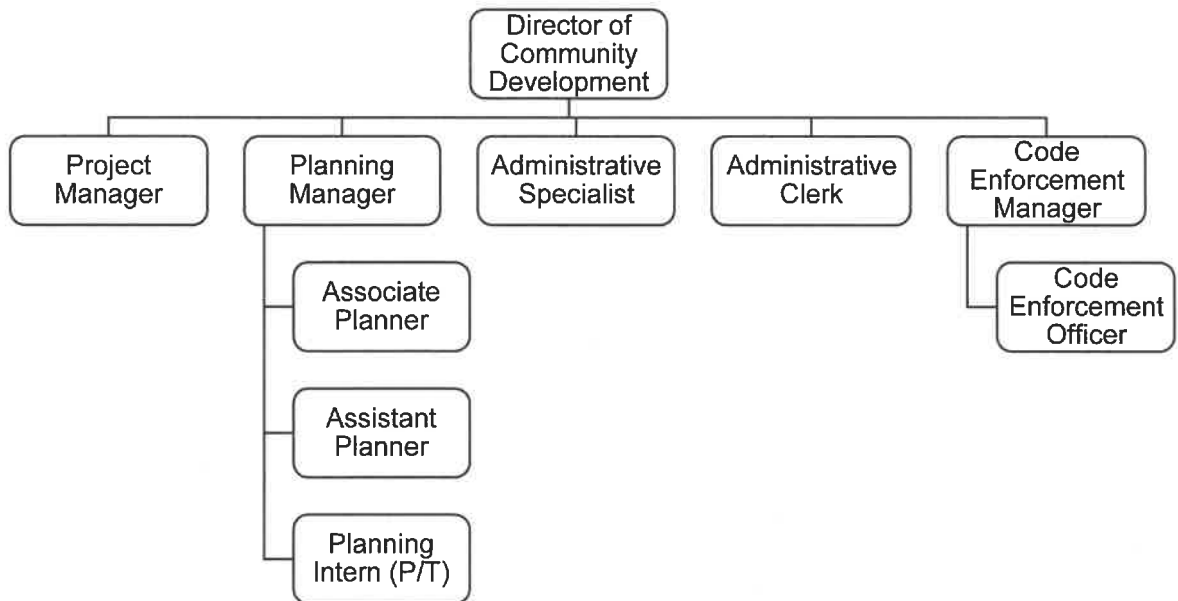 Director of
Community
Development
Project
Manager
Planning
Manager
Administrative
Specialist
Administrative
Clerk
Code
Enforcement
Manager
Associate
Planner
Assistant
Planner
Planning
Intern (P/T)
Code
Enforcement
Officer